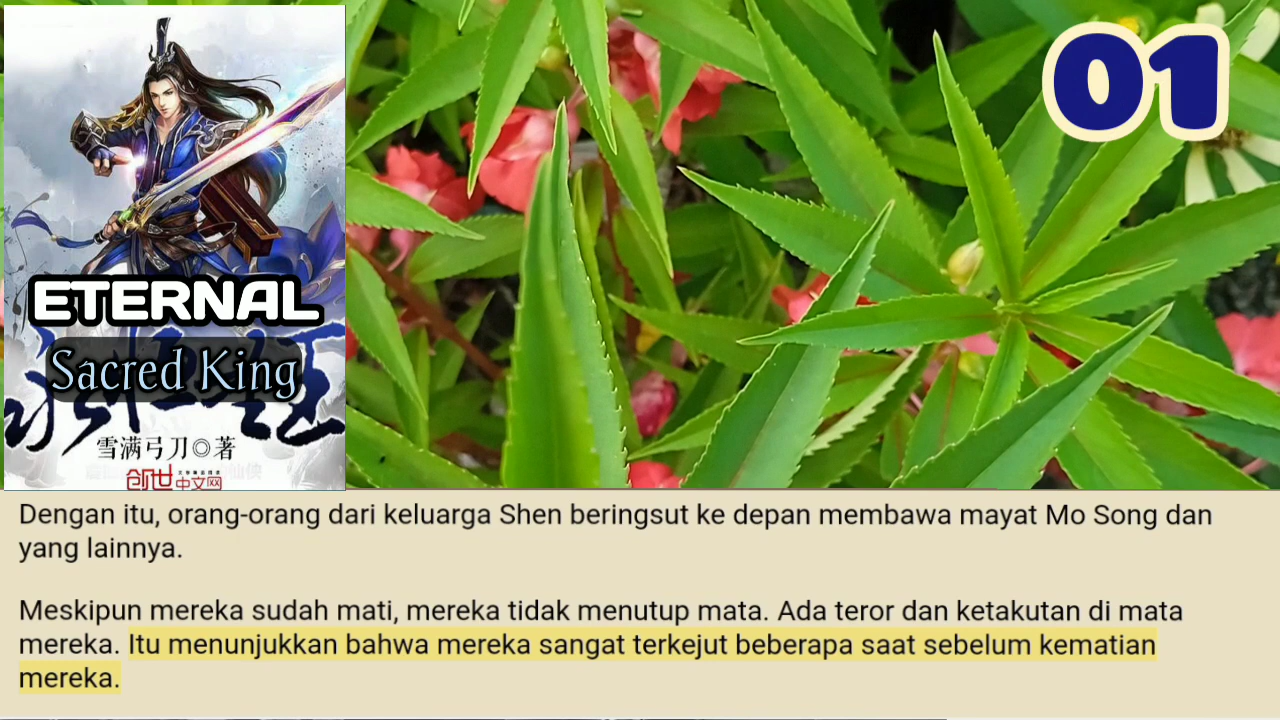 01
ETERNAL
Sacred King
雪满弓刀◎著
创世中文网
Dengan itu, orang-orang dari keluarga Shen beringsut ke depan membawa mayat Mo Song dan
yang lainnya.
Meskipun mereka sudah mati, mereka tidak menutup mata. Ada teror dan ketakutan di mata
mereka. Itu menunjukkan bahwa mereka sangat terkejut beberapa saat sebelum kematian
mereka.